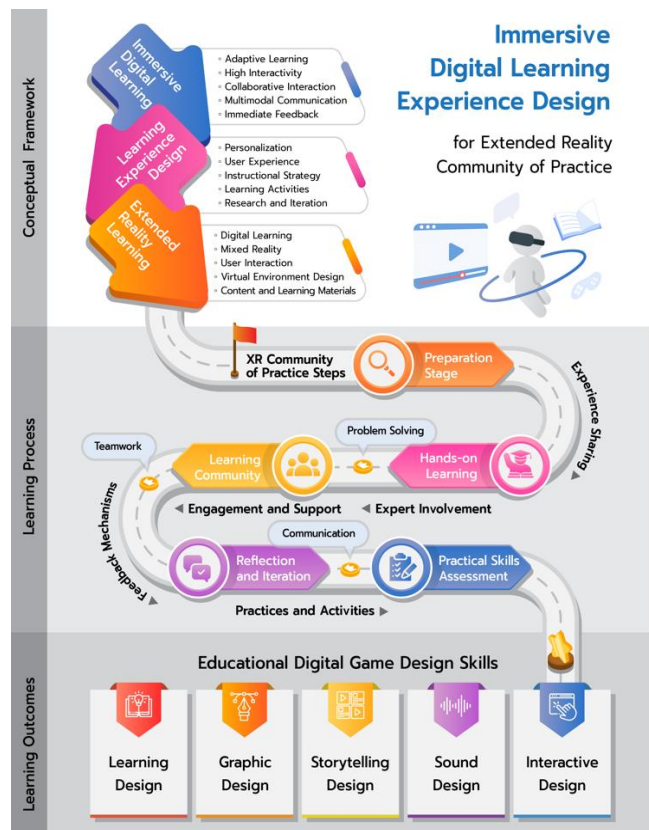 Immersive
Digital Learning
Experience Design
for Extended Reality
Community of Practice
Conceptual Framework
Immersive
Digital
Learning
• Adaptive Learning
• High Interactivity
• Collaborative Interaction
• Multimodal Communication
• Immediate Feedback
Learning
Experience
Design
• Personalization
• User Experience
• Instructional Strategy
• Learning Activities
• Research and Iteration
Extended
Reality
Learning
• Digital Learning
• Mixed Reality
• User Interaction
• Virtual Environment Design
• Content and Learning Materials
Learning Process
XR Community
of Practice Steps
Preparation
Stage
Experience Sharing
Hands-on
Learning
Problem Solving
Learning
Community
Teamwork
Expert Involvement
Engagement and Support
Feedback Mechanisms
Reflection
and Iteration
Communication
Practical Skills
Assessment
Practices and Activities
Learning Outcomes
Educational Digital Game Design Skills
Learning
Design
Graphic
Design
Storytelling
Design
Sound
Design
Interactive
Design